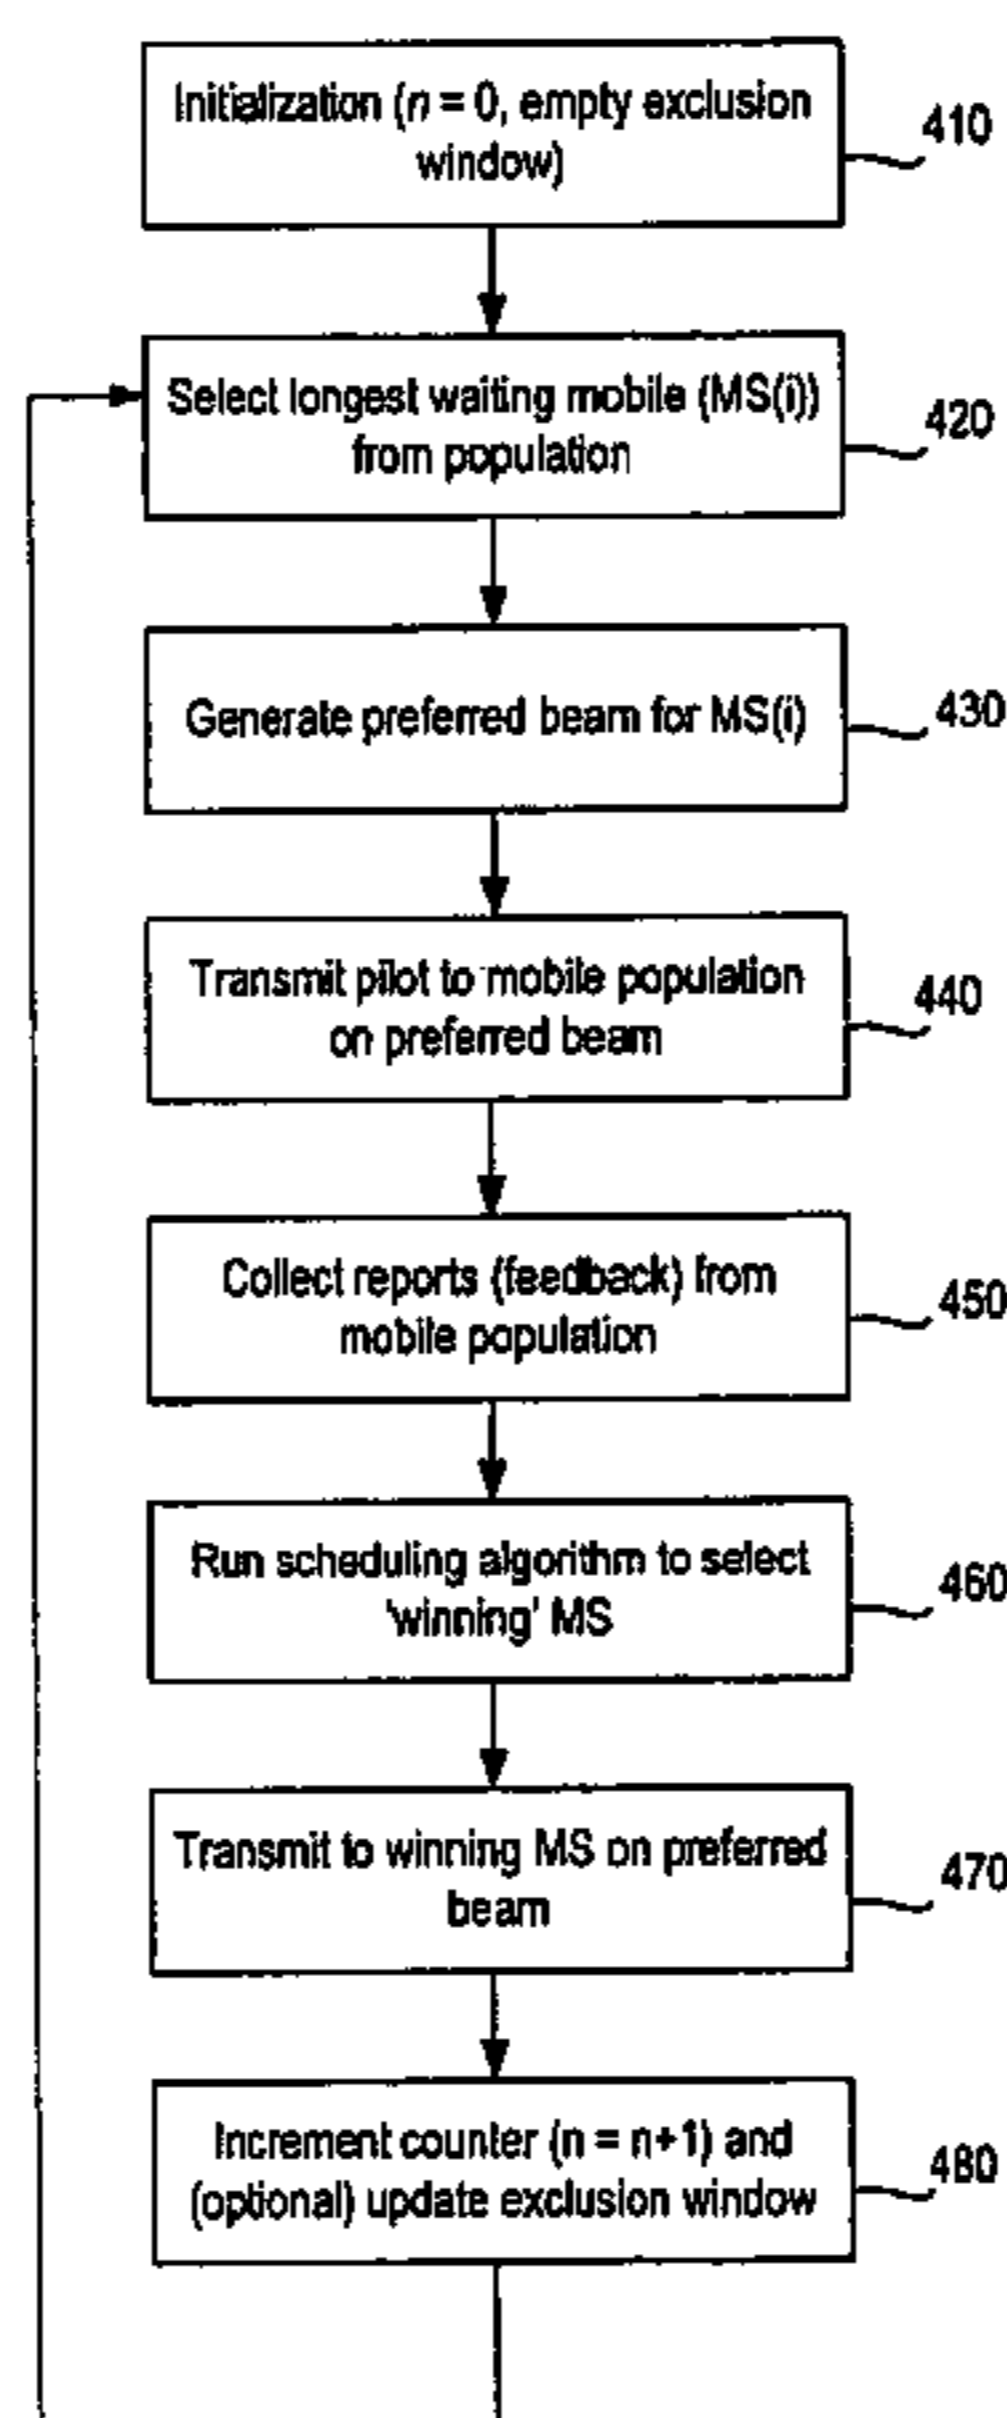 Initialization (n = 0, empty exclusion
window)
410
Select longest waiting mobile (MS(i))
from population
420
Generate preferred beam for MS(i)
430
Transmit pilot to mobile population
on preferred beam
440
Collect reports (feedback) from
mobile population
450
Run scheduling algorithm to select
'winning' MS
460
Transmit to winning MS on preferred
beam
470
Increment counter (n = n+1) and
(optional) update exclusion window
480